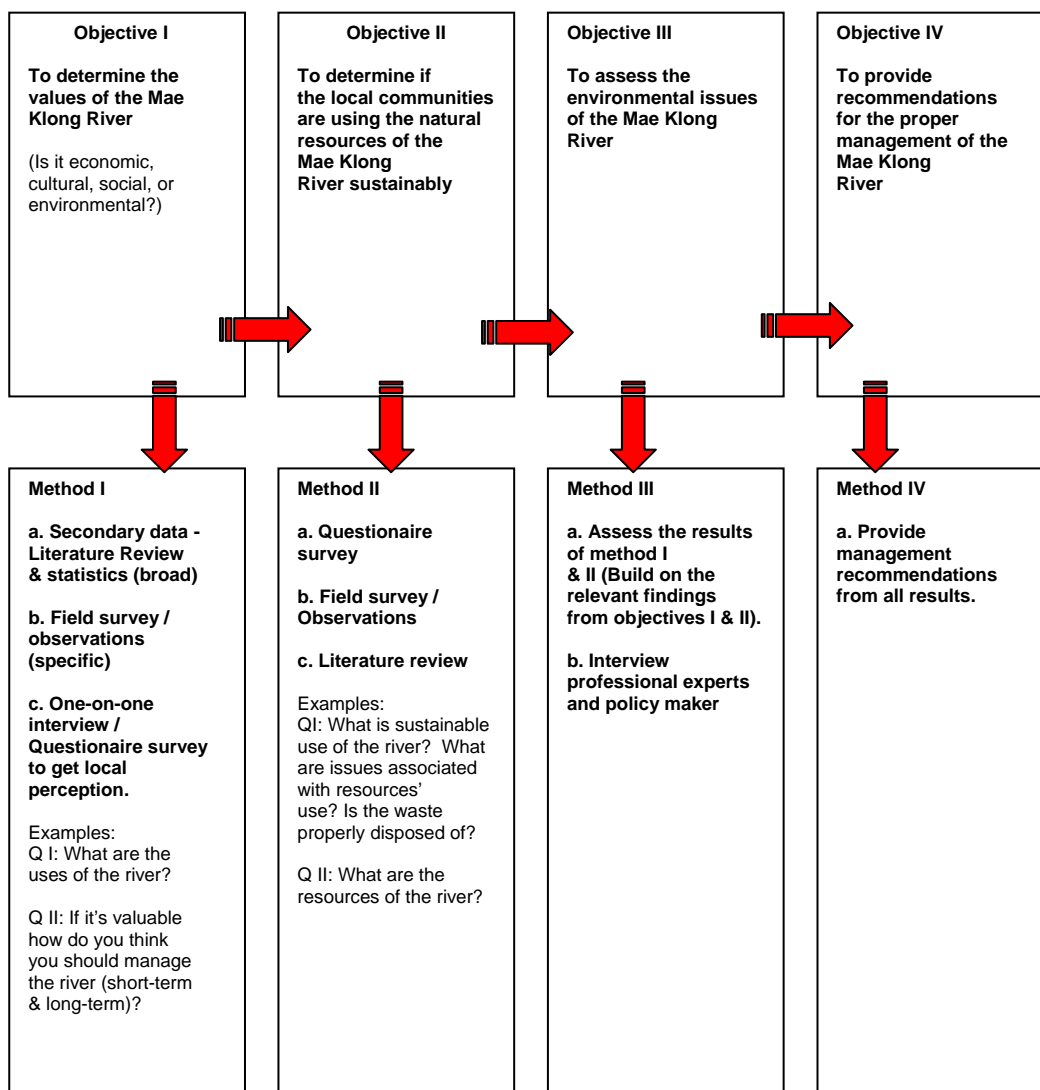 Objective I
To determine the
values of the Mae
Klong River
(Is it economic,
cultural, social, or
environmental?)
Objective II
To determine if
the local communities
are using the natural
resources of the
Mae Klong
River sustainably
Objective III
To assess the
environmental issues
of the Mae Klong
River
Objective IV
To provide
recommendations
for the proper
management of the
Mae Klong
River
Method I
a. Secondary data -
Literature Review
& statistics (broad)
b. Field survey /
observations
(specific)
c. One-on-one
interview /
Questionaire survey
to get local
perception.
Examples:
Q I: What are the
uses of the river?
Q II: If it's valuable
how do you think
you should manage
the river (short-term
& long-term)?
Method II
a. Questionaire
survey
b. Field survey /
Observations
c. Literature review
Examples:
QI: What is sustainable
use of the river?  What
are issues associated
with resources'
use? Is the waste
properly disposed of?
Q II: What are the
resources of the river?
Method III
a. Assess the results
of method I
& II (Build on the
relevant findings
from objectives I & II).
b. Interview
professional experts
and policy maker
Method IV
a. Provide
management
recommendations
from all results.